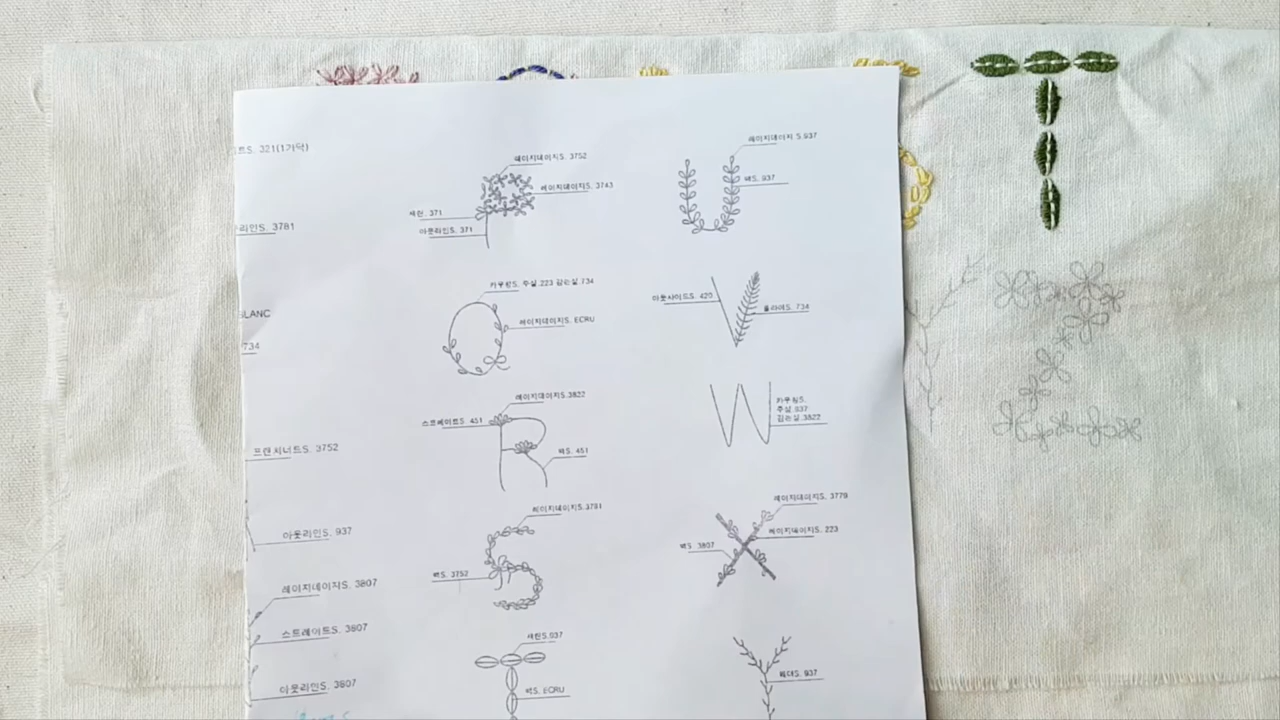 트S. 321(1가닥)
라인S. 3781
BLANC
734
프렌치너트S. 3752
아웃라인S. 937
레이지데이지S. 3807
스트레이트S. 3807
아웃라인S. 3807
레이지데이지S. 3752
레이지데이지S. 3743
새틴. 371
아웃라인S. 371
카우칭S. 주실.223 감는실.734
레이지데이지S. ECRU
레이지데이지S.3822
스트레이트S. 451
백S. 451
레이지데이지S.3781
백S. 3752
새틴S.937
백S. ECRU
레이지데이지 S.937
백S. 937
아웃사이드S. 420
플라이S. 734
카우칭S.
주실.937
감는실.3822
레이지데이지S. 3779
레이지데이지S. 223
백S. 3807
페더S. 937